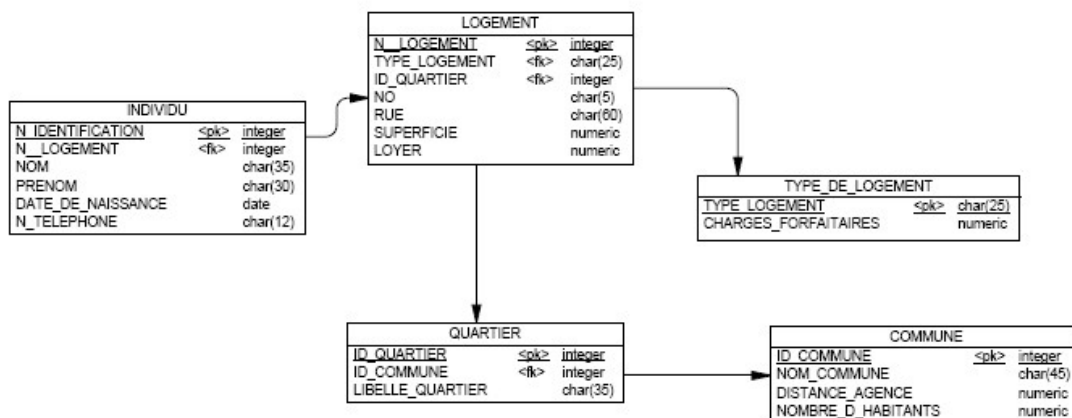 LOGEMENT
N__LOGEMENT <pk> integer
TYPE_LOGEMENT <fk> char(25)
ID_QUARTIER <fk> integer
NO char(5)
RUE char(60)
SUPERFICIE numeric
LOYER numeric
INDIVIDU
N_IDENTIFICATION <pk> integer
N__LOGEMENT <fk> integer
NOM char(35)
PRENOM char(30)
DATE_DE_NAISSANCE date
N_TELEPHONE char(12)
TYPE_DE_LOGEMENT
TYPE_LOGEMENT <pk> char(25)
CHARGES_FORFAITAIRES numeric
QUARTIER
ID_QUARTIER <pk> integer
ID_COMMUNE <fk> integer
LIBELLE_QUARTIER char(35)
COMMUNE
ID_COMMUNE <pk> integer
NOM_COMMUNE char(45)
DISTANCE_AGENCE numeric
NOMBRE_D_HABITANTS numeric